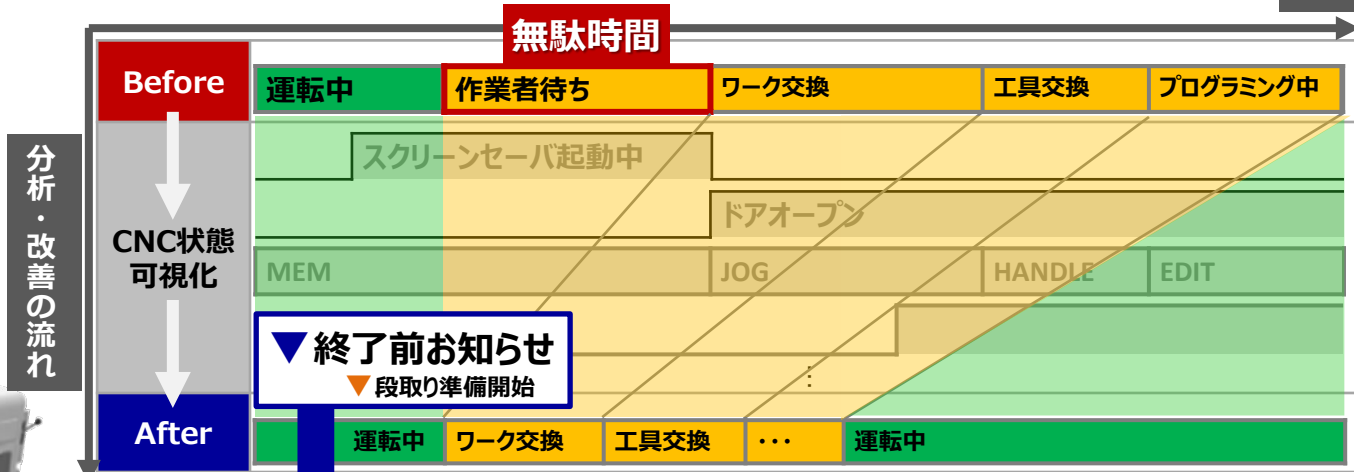 無駄時間
Before
運転中
作業者待ち
ワーク交換
工具交換
プログラミング中
分析・改善の流れ
スクリーンセーバ起動中
ドアオープン
CNC状態
可視化
MEM
JOG
HANDLE
EDIT
▼終了前お知らせ
▼段取り準備開始
⋮
After
運転中
ワーク交換
工具交換
・・・
運転中